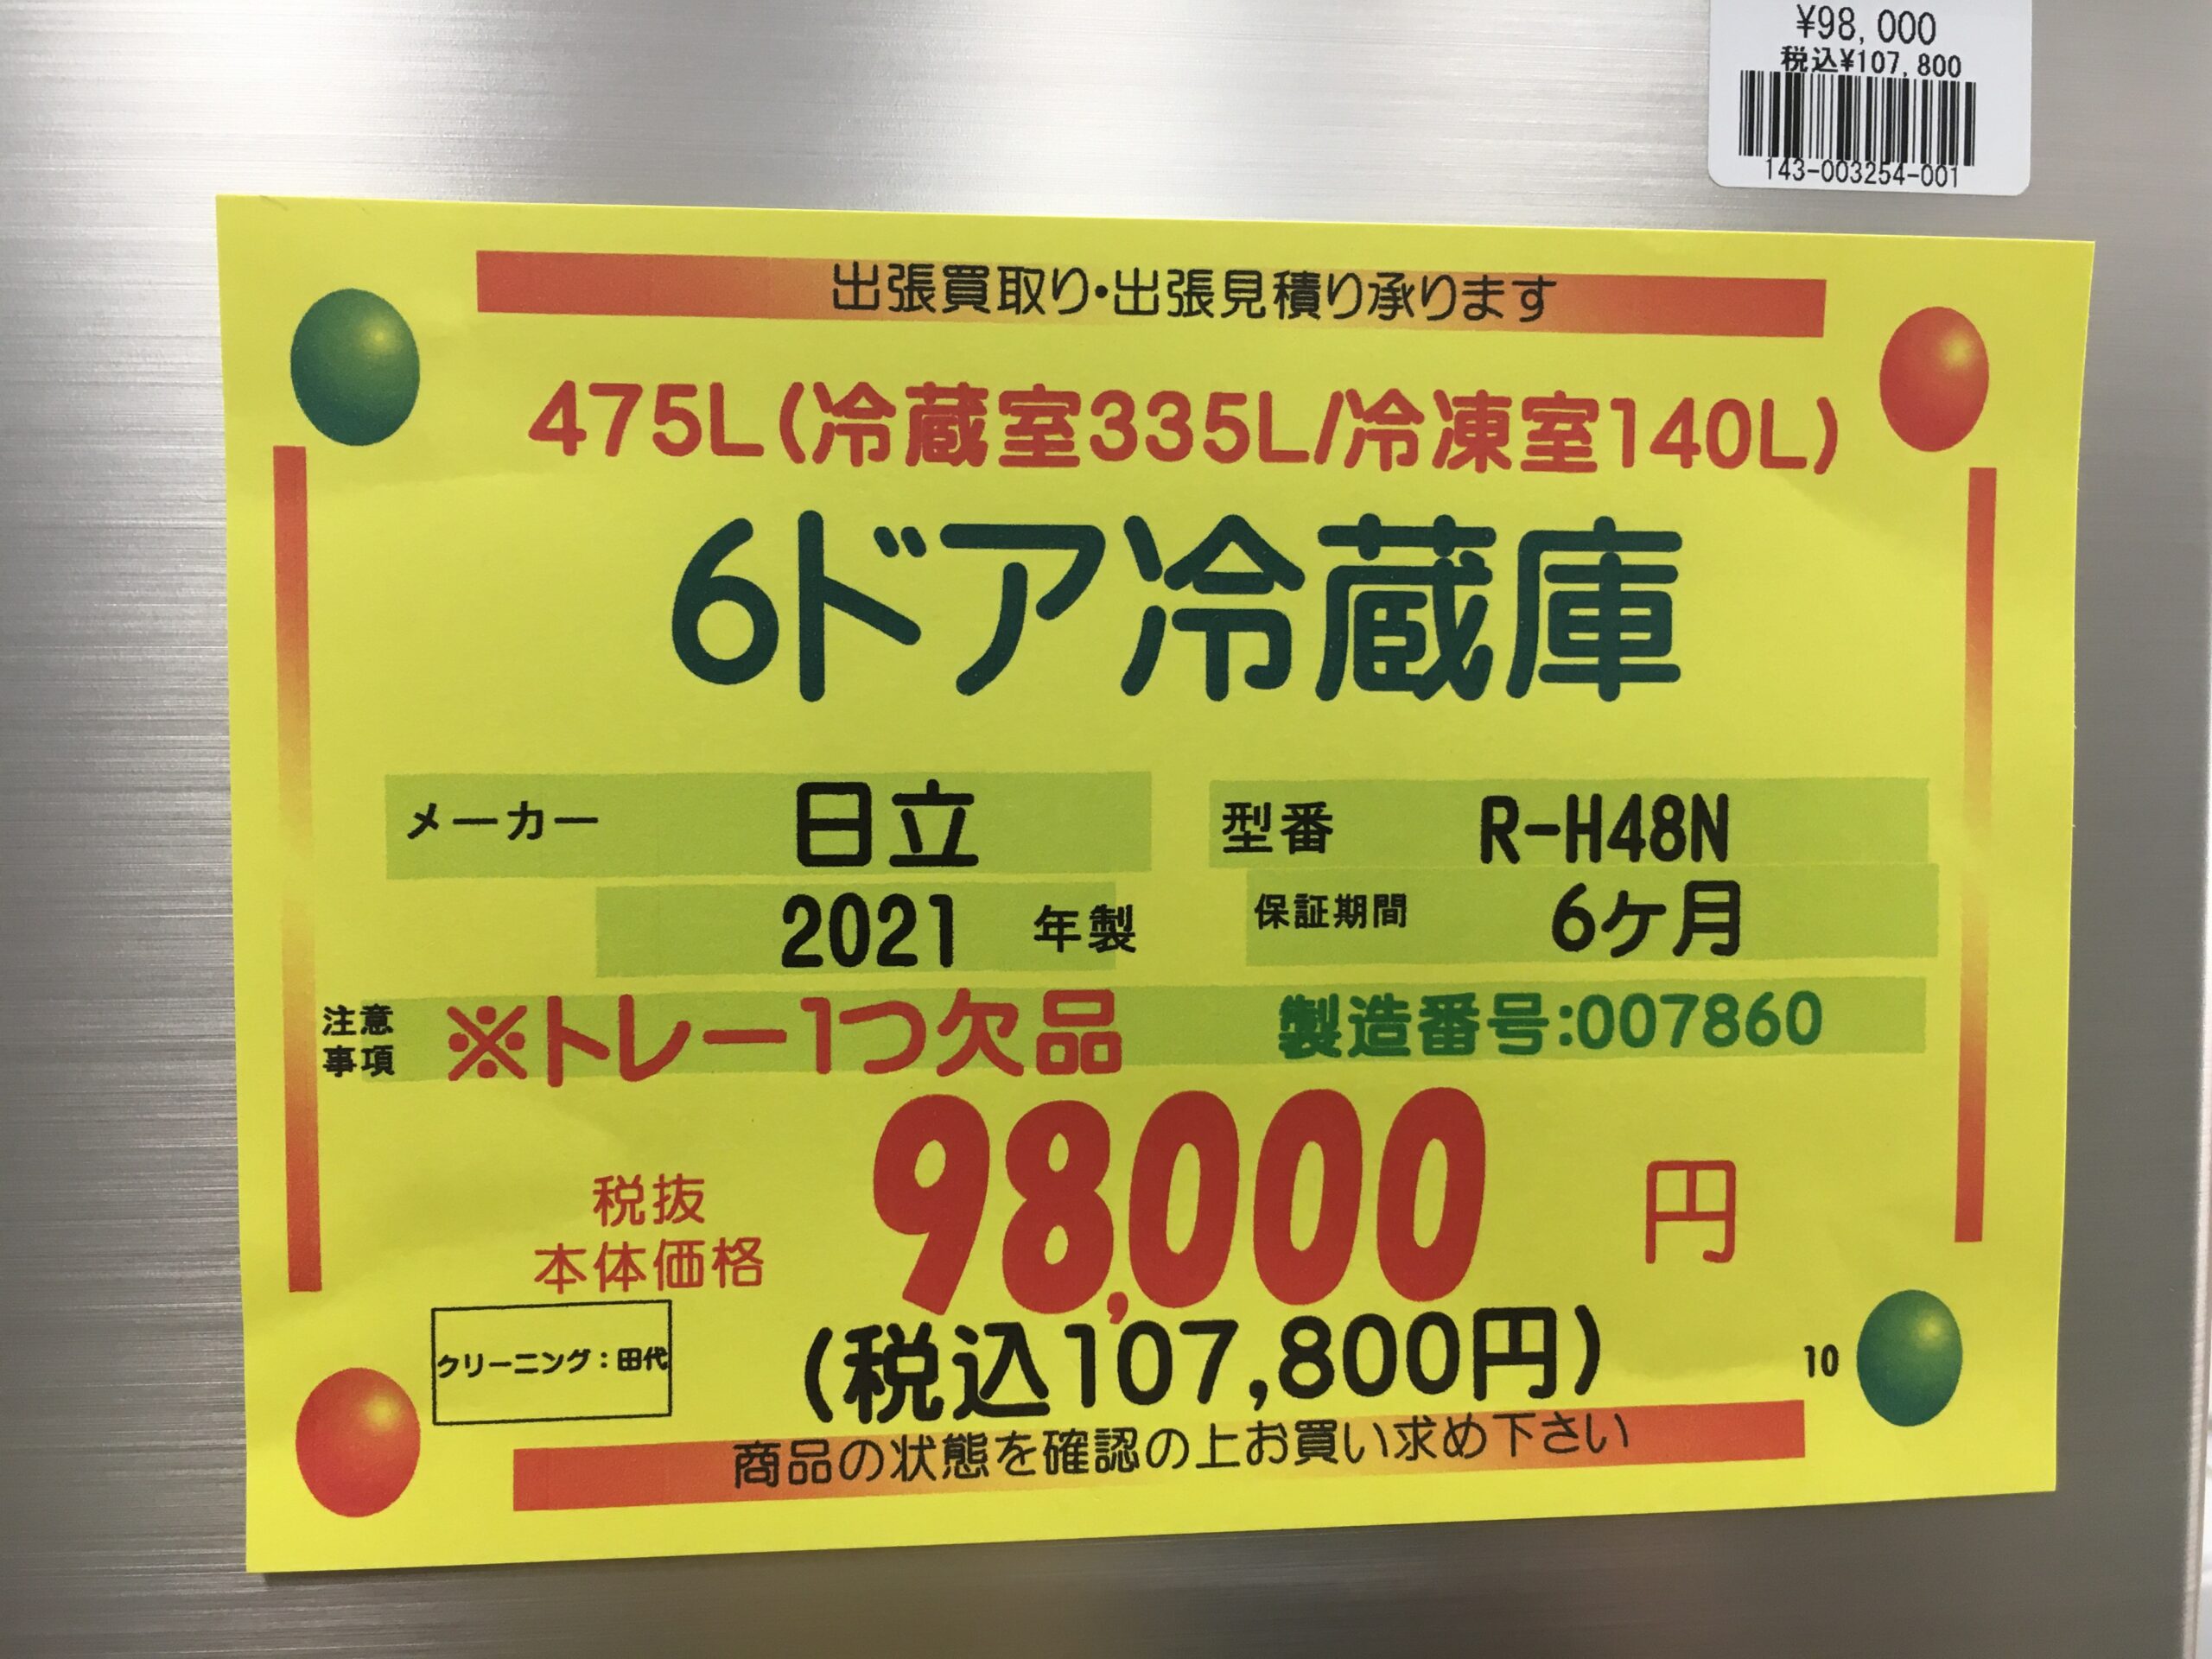 ¥98,000
税込¥107,800
143-003254-001
出張買取り・出張見積り承ります
475L(冷蔵室335L/冷凍室140L)
6ドア冷蔵庫
メーカー 日立 型番 R-H48N
2021 年製 保証期間 6ヶ月
注意事項 ※トレー1つ欠品 製造番号:007860
税抜本体価格 98,000 円
クリーニング:田代 (税込107,800円) 10
商品の状態を確認の上お買い求め下さい